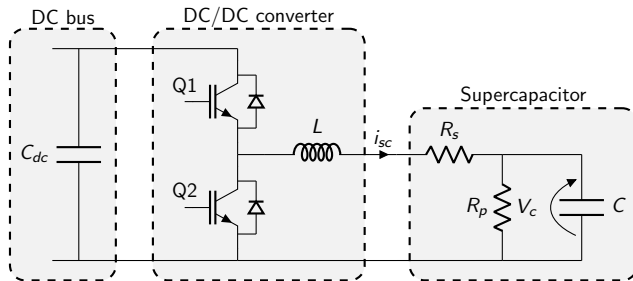 DC bus
DC/DC converter
Q1
Supercapacitor
L
i_sc
R_s
C_dc
Q2
R_p
V_c
C